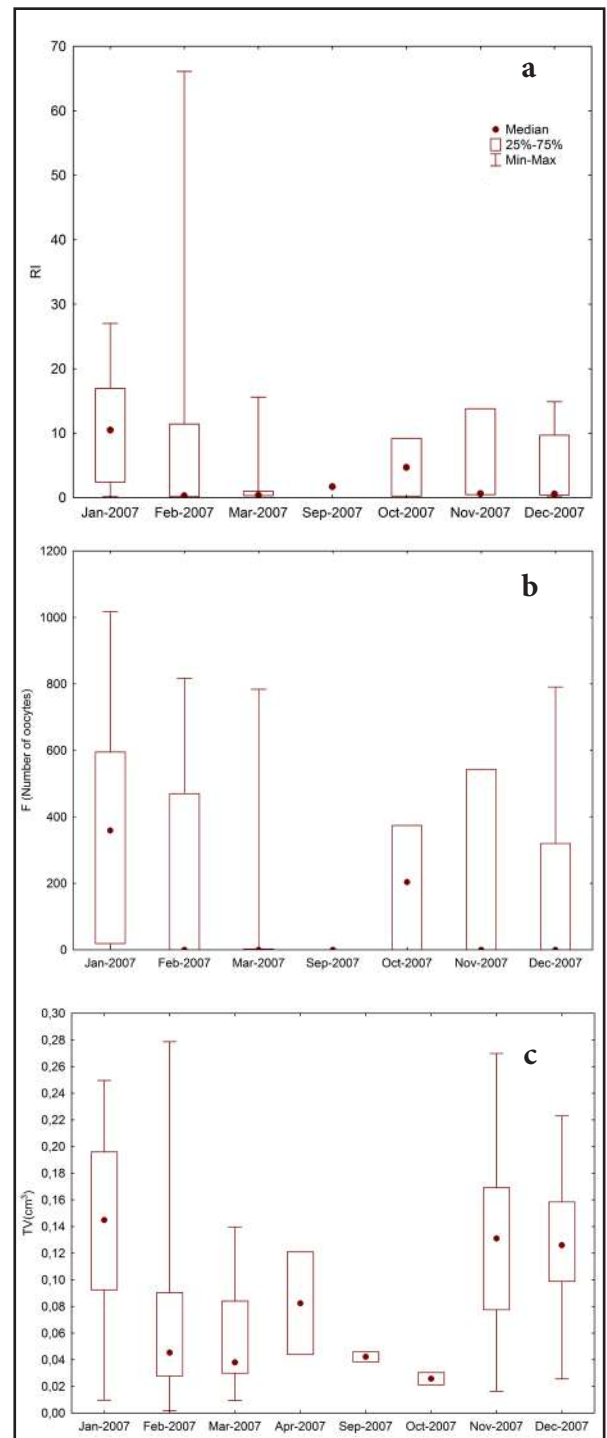 a
70
60
50
40
30
20
10
0
RI
Median
25%-75%
Min-Max
Jan-2007 Feb-2007 Mar-2007 Sep-2007 Oct-2007 Nov-2007 Dec-2007
b
1200
1000
800
600
400
200
0
F (Number of oocytes)
Jan-2007 Feb-2007 Mar-2007 Sep-2007 Oct-2007 Nov-2007 Dec-2007
c
0,30
0,28
0,26
0,24
0,22
0,20
0,18
0,16
0,14
0,12
0,10
0,08
0,06
0,04
0,02
0,00
TV(cm³)
Jan-2007 Feb-2007 Mar-2007 Apr-2007 Sep-2007 Oct-2007 Nov-2007 Dec-2007